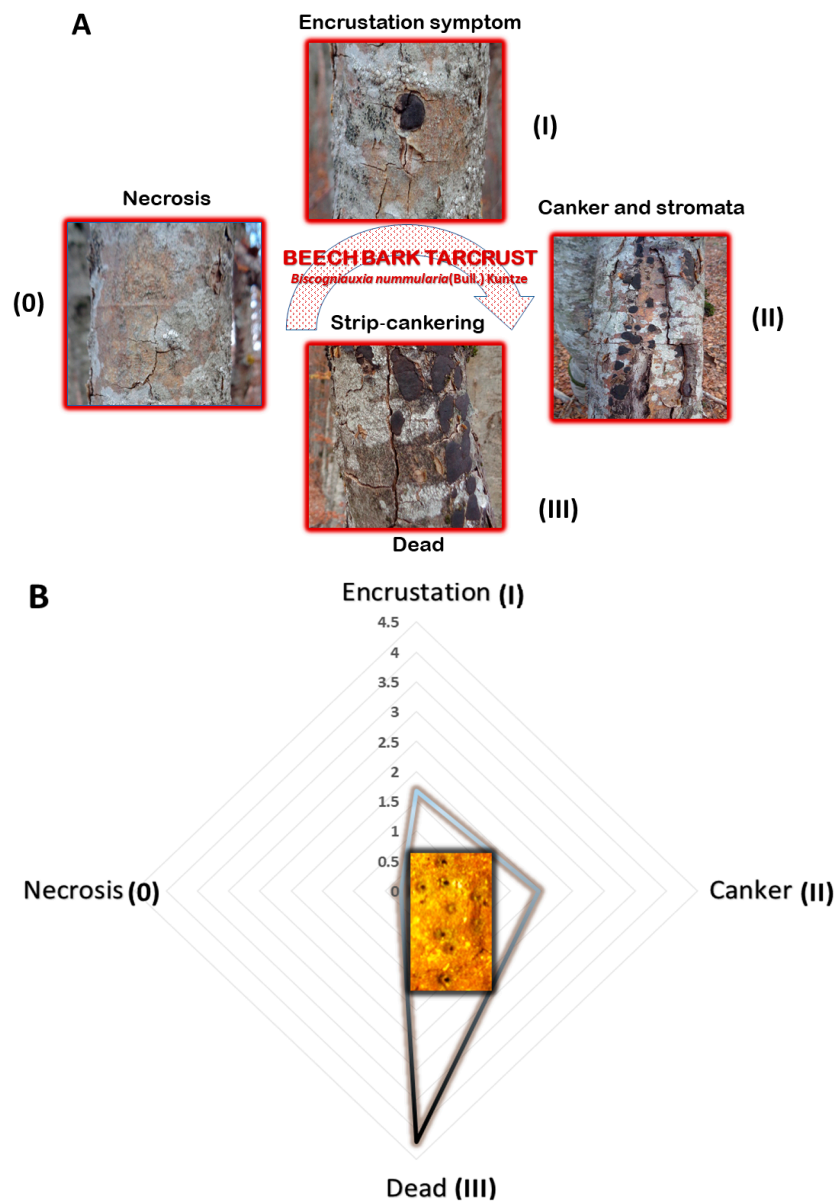 A
Encrustation symptom
(I)
Necrosis
(0)
Canker and stromata
(II)
BEECH BARK TARCRUST
Biscogniauxia nummularia(Bull.) Kuntze
Strip-cankering
(III)
Dead
B
Encrustation (I)
4.5
4
3.5
3
2.5
2
1.5
1
0.5
0
Necrosis (0)
Canker (II)
Dead (III)